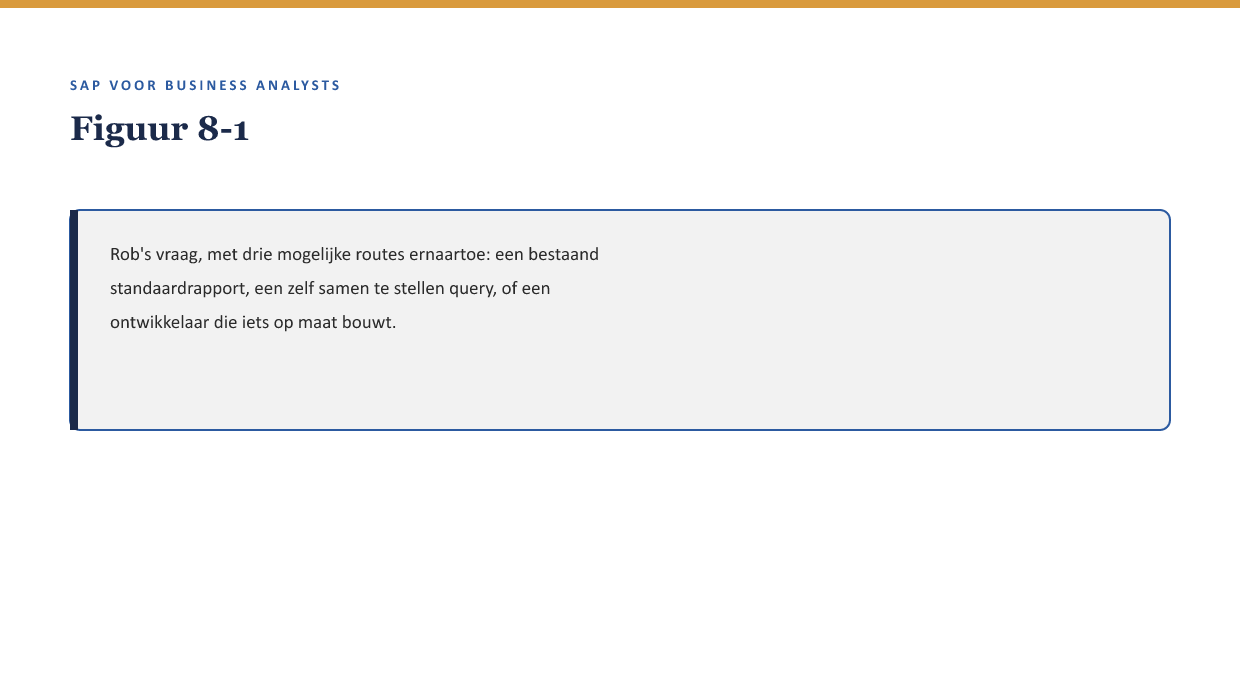 SAP VOOR BUSINESS ANALYSTS
Figuur 8-1
Rob's vraag, met drie mogelijke routes ernaartoe: een bestaand
standaardrapport, een zelf samen te stellen query, of een
ontwikkelaar die iets op maat bouwt.